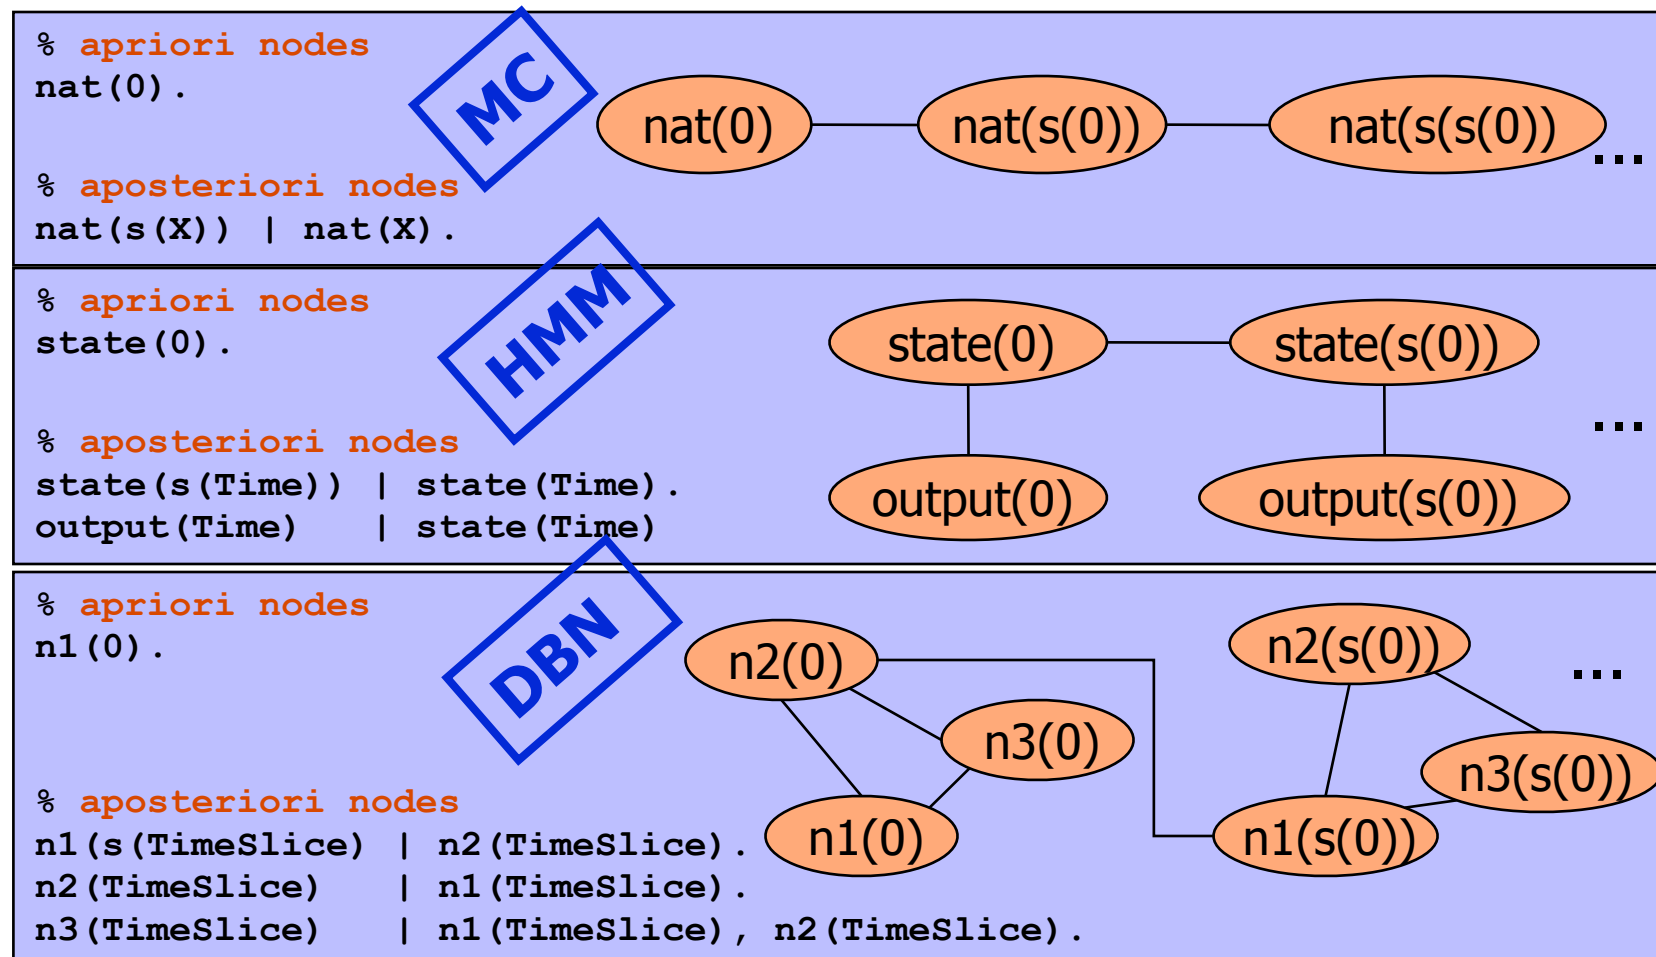 % apriori nodes
nat(0).
% aposteriori nodes
nat(s(X)) | nat(X).
MC
nat(0)
nat(s(0))
nat(s(s(0))
...
% apriori nodes
state(0).
% aposteriori nodes
state(s(Time)) | state(Time).
output(Time) | state(Time)
HMM
state(0)
state(s(0))
output(0)
output(s(0))
...
% apriori nodes
n1(0).
% aposteriori nodes
n1(s(TimeSlice) | n2(TimeSlice).
n2(TimeSlice) | n1(TimeSlice).
n3(TimeSlice) | n1(TimeSlice), n2(TimeSlice).
DBN
n2(0)
n3(0)
n1(0)
n2(s(0))
n3(s(0))
n1(s(0))
...